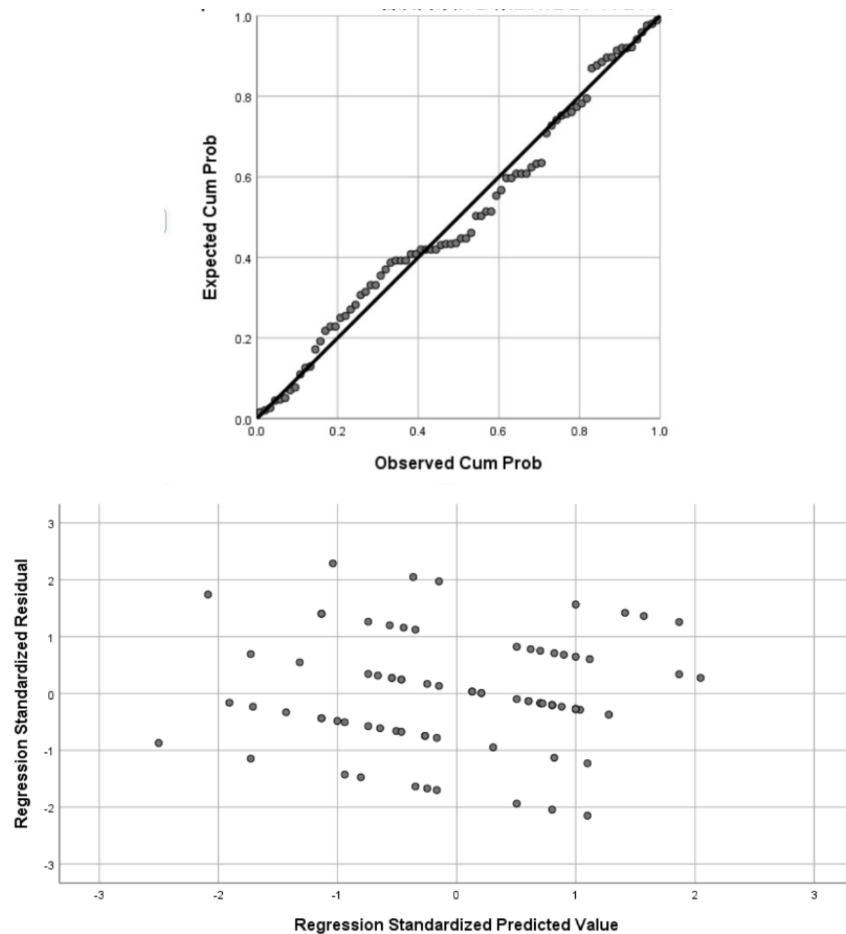 1.0
0.8
0.6
0.4
0.2
0.0
Expected Cum Prob
0.0 0.2 0.4 0.6 0.8 1.0
Observed Cum Prob
3
2
1
0
-1
-2
-3
Regression Standardized Residual
-3 -2 -1 0 1 2 3
Regression Standardized Predicted Value